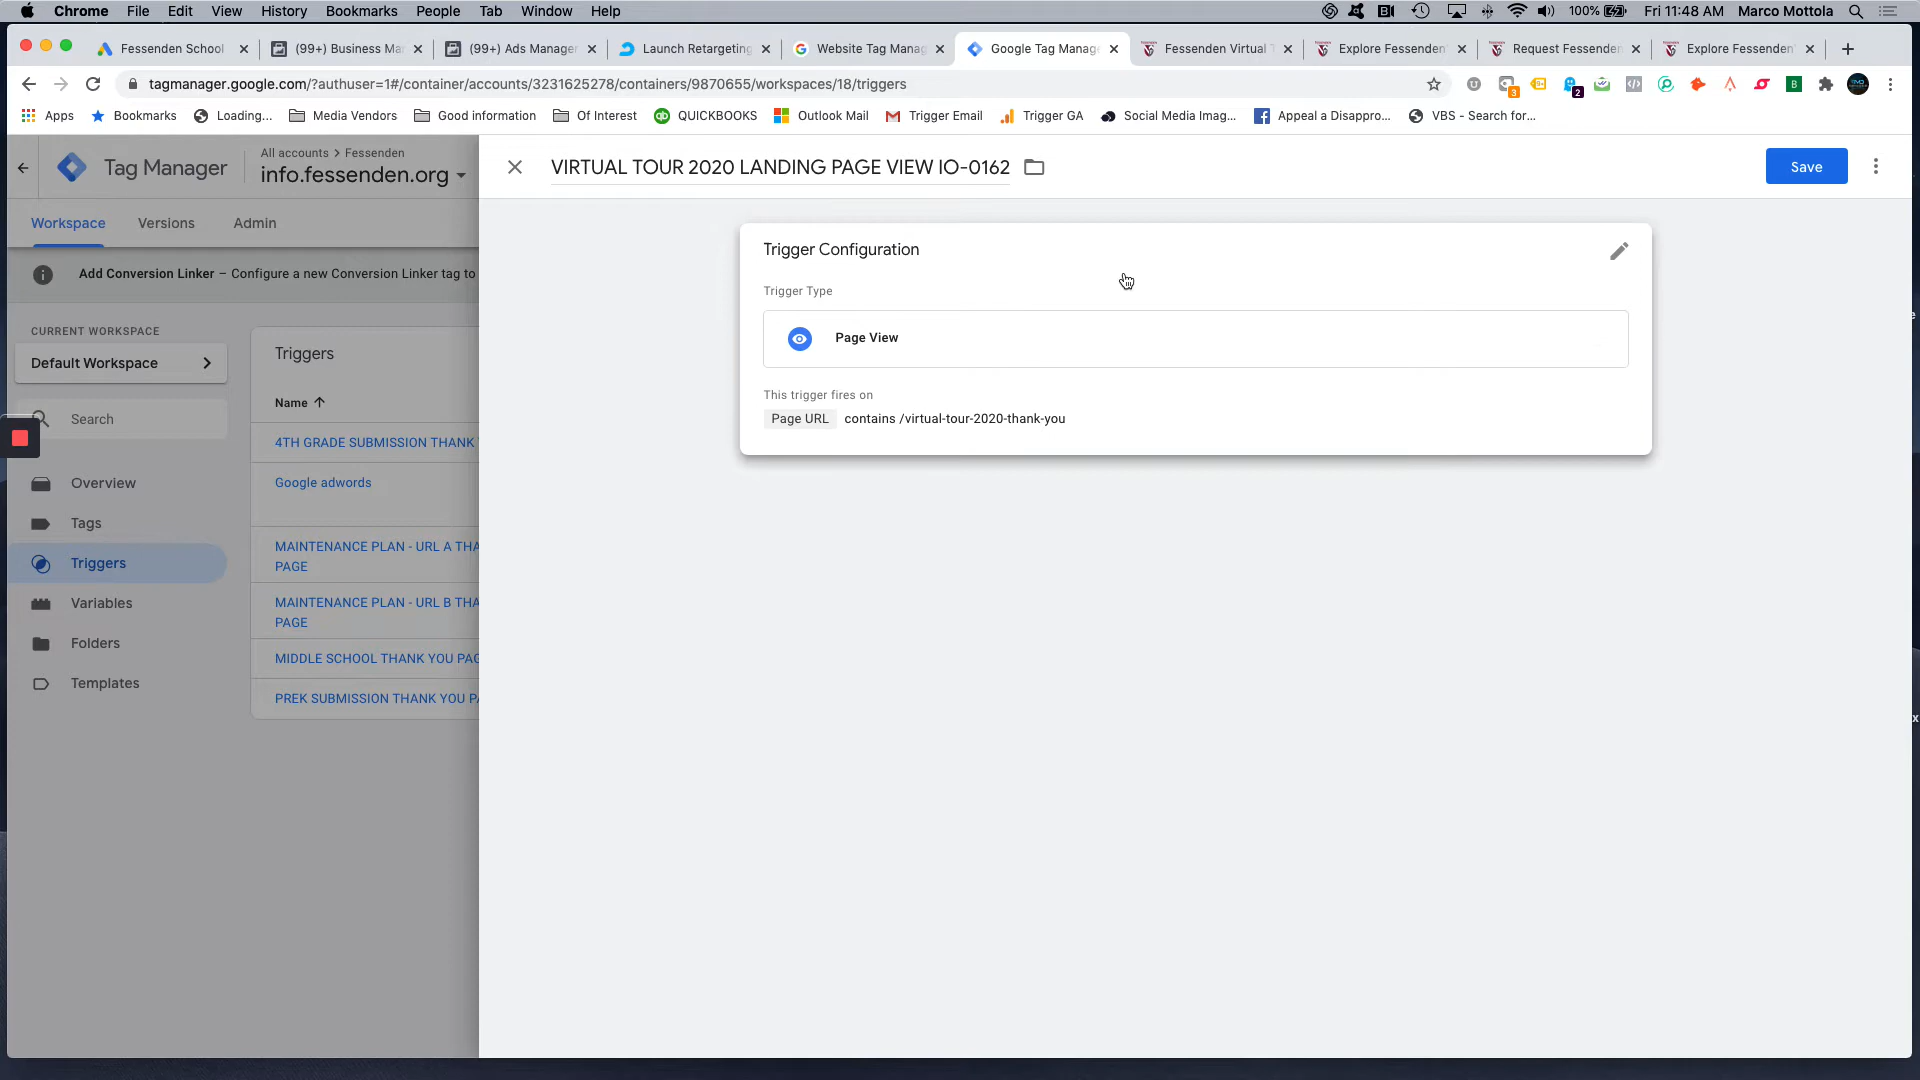 Chrome File Edit View History Bookmarks People Tab Window Help 100% Fri 11:48 AM Marco Mottola
Fessenden School (99+) Business Ma (99+) Ads Manager Launch Retargeting Website Tag Manag Google Tag Manage Fessenden Virtual T Explore Fessenden' Request Fessenden Explore Fessenden'
tagmanager.google.com/?authuser=1#/container/accounts/3231625278/containers/9870655/workspaces/18/triggers 3 2 B
Apps Bookmarks Loading... Media Vendors Good information Of Interest QUICKBOOKS Outlook Mail Trigger Email Trigger GA Social Media Imag... Appeal a Disappro... VBS - Search for...
Tag Manager
All accounts > Fessenden
info.fessenden.org
VIRTUAL TOUR 2020 LANDING PAGE VIEW IO-0162
Save
Workspace Versions Admin
Add Conversion Linker – Configure a new Conversion Linker tag to
CURRENT WORKSPACE
Default Workspace
Search
Overview
Tags
Triggers
Variables
Folders
Templates
Triggers
Name
4TH GRADE SUBMISSION THANK
Google adwords
MAINTENANCE PLAN - URL A THA
PAGE
MAINTENANCE PLAN - URL B THA
PAGE
MIDDLE SCHOOL THANK YOU PAG
PREK SUBMISSION THANK YOU PA
Trigger Configuration
Trigger Type
Page View
This trigger fires on
Page URL contains /virtual-tour-2020-thank-you